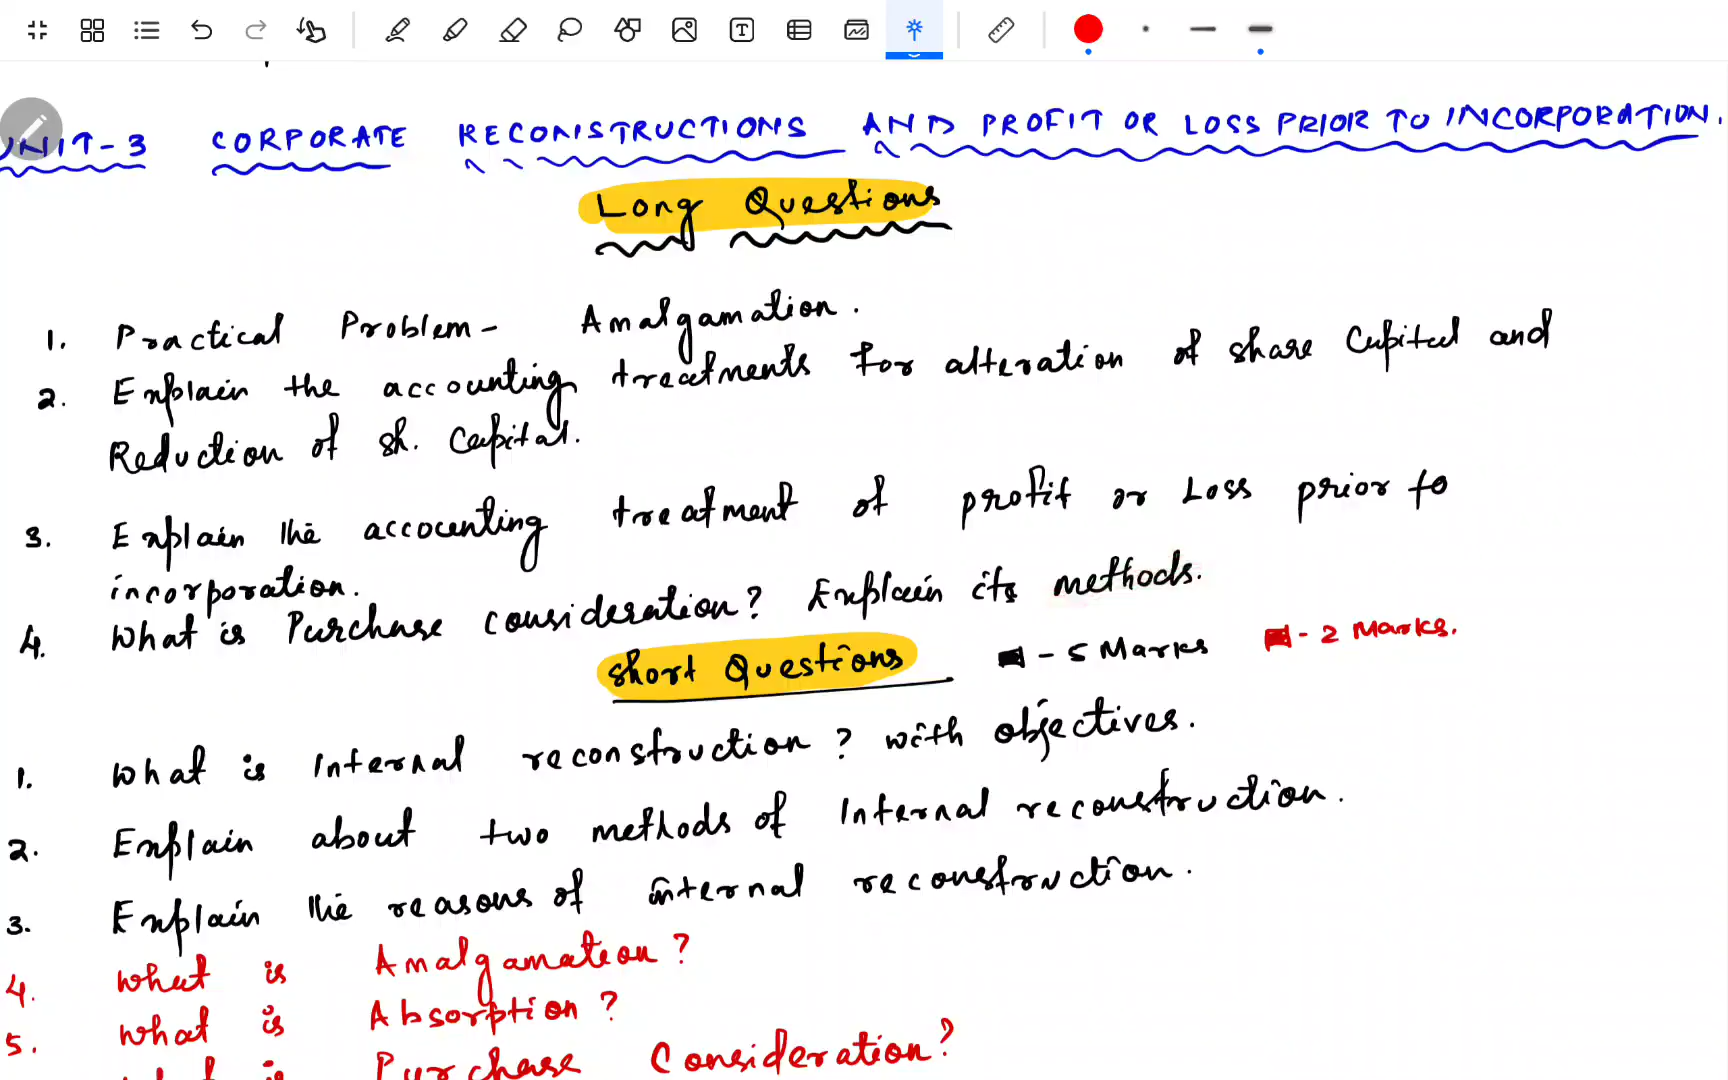 UNIT-3 CORPORATE RECONSTRUCTIONS AND PROFIT OR LOSS PRIOR TO INCORPORATION.
Long Questions
1. Practical Problem - Amalgamation.
2. Explain the accounting treatments for alteration of share Capital and
Reduction of sh. Capital.
3. Explain the accounting treatment of profit or Loss prior to
incorporation.
4. What is Purchase consideration? Explain its methods.
Short Questions - 5 Marks - 2 Marks.
1. What is Internal reconstruction? with objectives.
2. Explain about two methods of Internal reconstruction.
3. Explain the reasons of internal reconstruction.
4. What is Amalgamation?
5. What is Absorption?
What is Purchase Consideration?